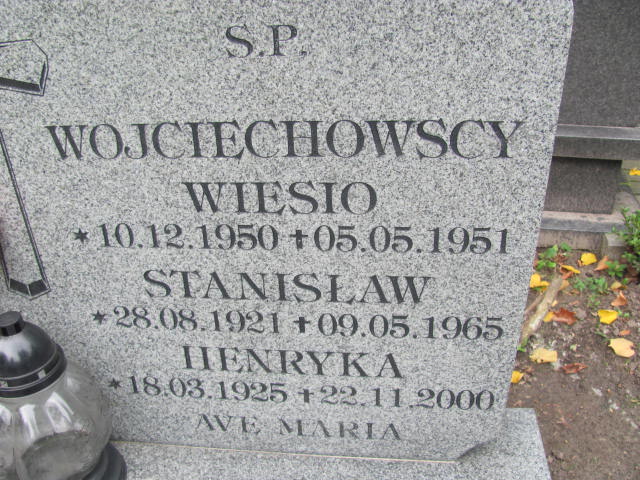 S.P.
WOJCIECHOWSCY
WIESIO
*10.12.1950 ✝05.05.1951
STANISŁAW
*28.08.1921 ✝09.05.1965
HENRYKA
*18.03.1925 ✝22.11.2000
AVE MARIA